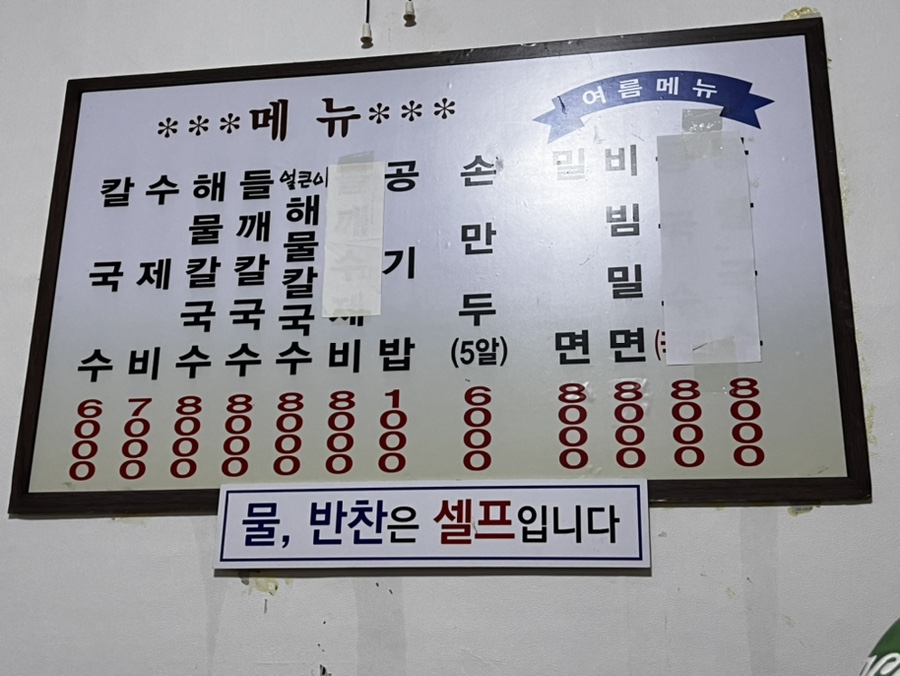 ***메 뉴***
여름메뉴
칼국수 6000
수제비 7000
해물칼국수 8000
들깨칼국수 8000
얼큰이해물칼국수 8000
8000
공기밥 1000
손만두(5알) 6000
밀면 8000
비빔밀면 8000
8000
8000
물, 반찬은 셀프입니다